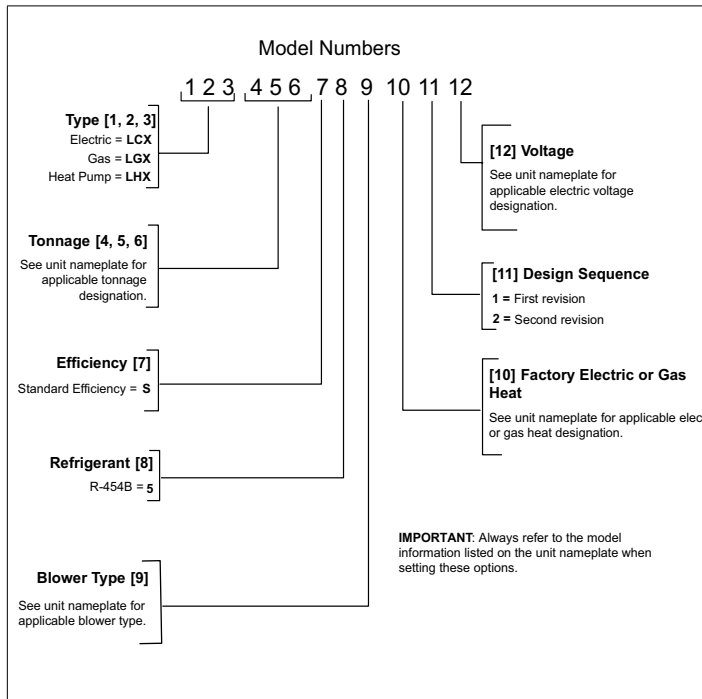 Model Numbers
1 2 3 4 5 6 7 8 9 10 11 12
Type [1, 2, 3]
Electric = LCX
Gas = LGX
Heat Pump = LHX
Tonnage [4, 5, 6]
See unit nameplate for
applicable tonnage
designation.
Efficiency [7]
Standard Efficiency = S
Refrigerant [8]
R-454B = 5
Blower Type [9]
See unit nameplate for
applicable blower type.
[12] Voltage
See unit nameplate for
applicable electric voltage
designation.
[11] Design Sequence
1 = First revision
2 = Second revision
[10] Factory Electric or Gas
Heat
See unit nameplate for applicable elec
or gas heat designation.
IMPORTANT: Always refer to the model
information listed on the unit nameplate when
setting these options.